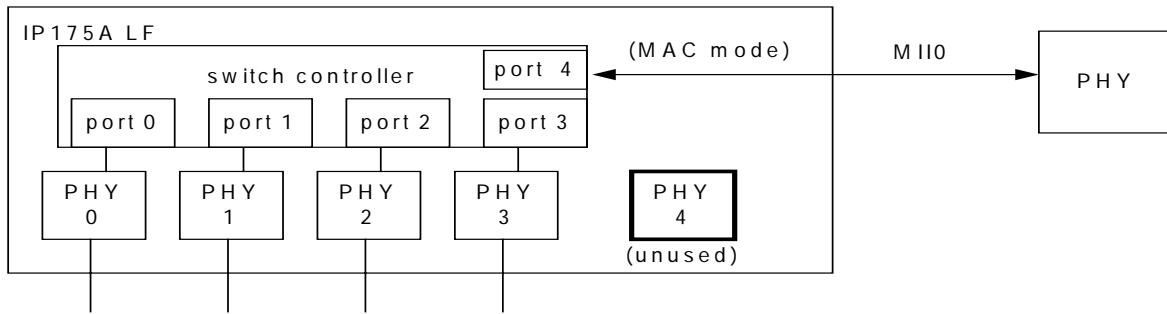 IP175A LF
port 4
(MAC mode)
MII0
switch controller
PHY
port 0
port 1
port 2
port 3
PHY
0
PHY
1
PHY
2
PHY
3
PHY
4
(unused)